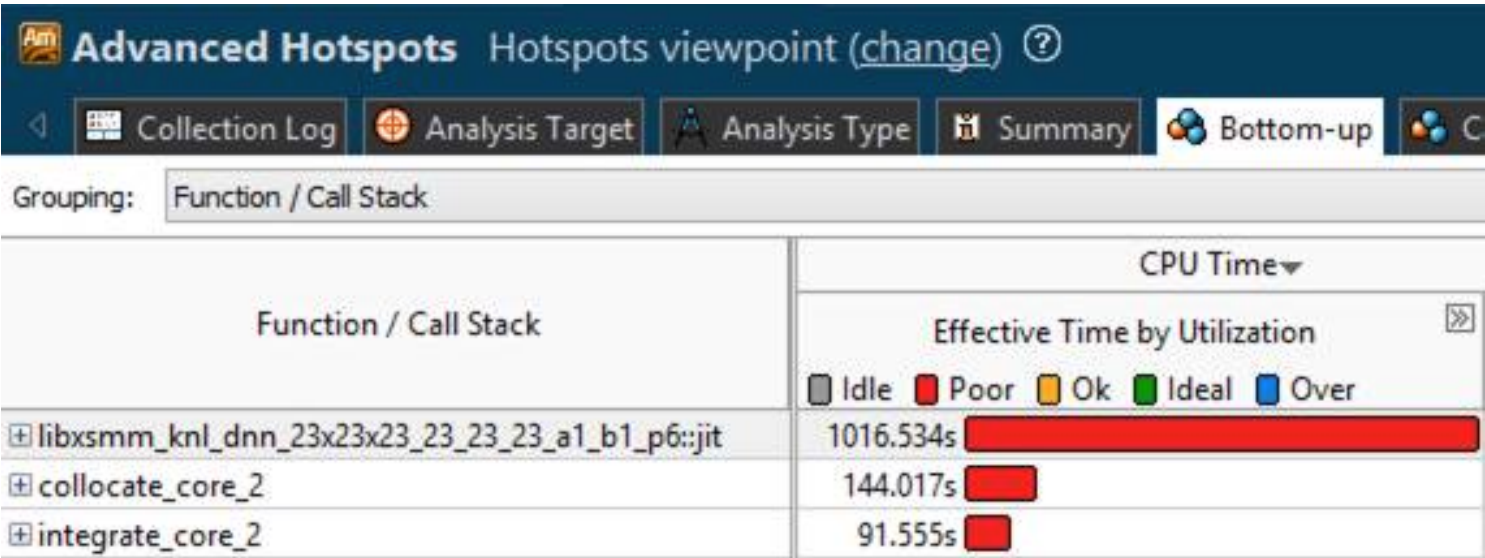 Am Advanced Hotspots Hotspots viewpoint (change) ?
Collection Log Analysis Target Analysis Type Summary Bottom-up C
Grouping: Function / Call Stack
CPU Time
Function / Call Stack
Effective Time by Utilization
Idle Poor Ok Ideal Over
libxsmm_knl_dnn_23x23x23_23_23_23_a1_b1_p6::jit 1016.534s
collocate_core_2 144.017s
integrate_core_2 91.555s